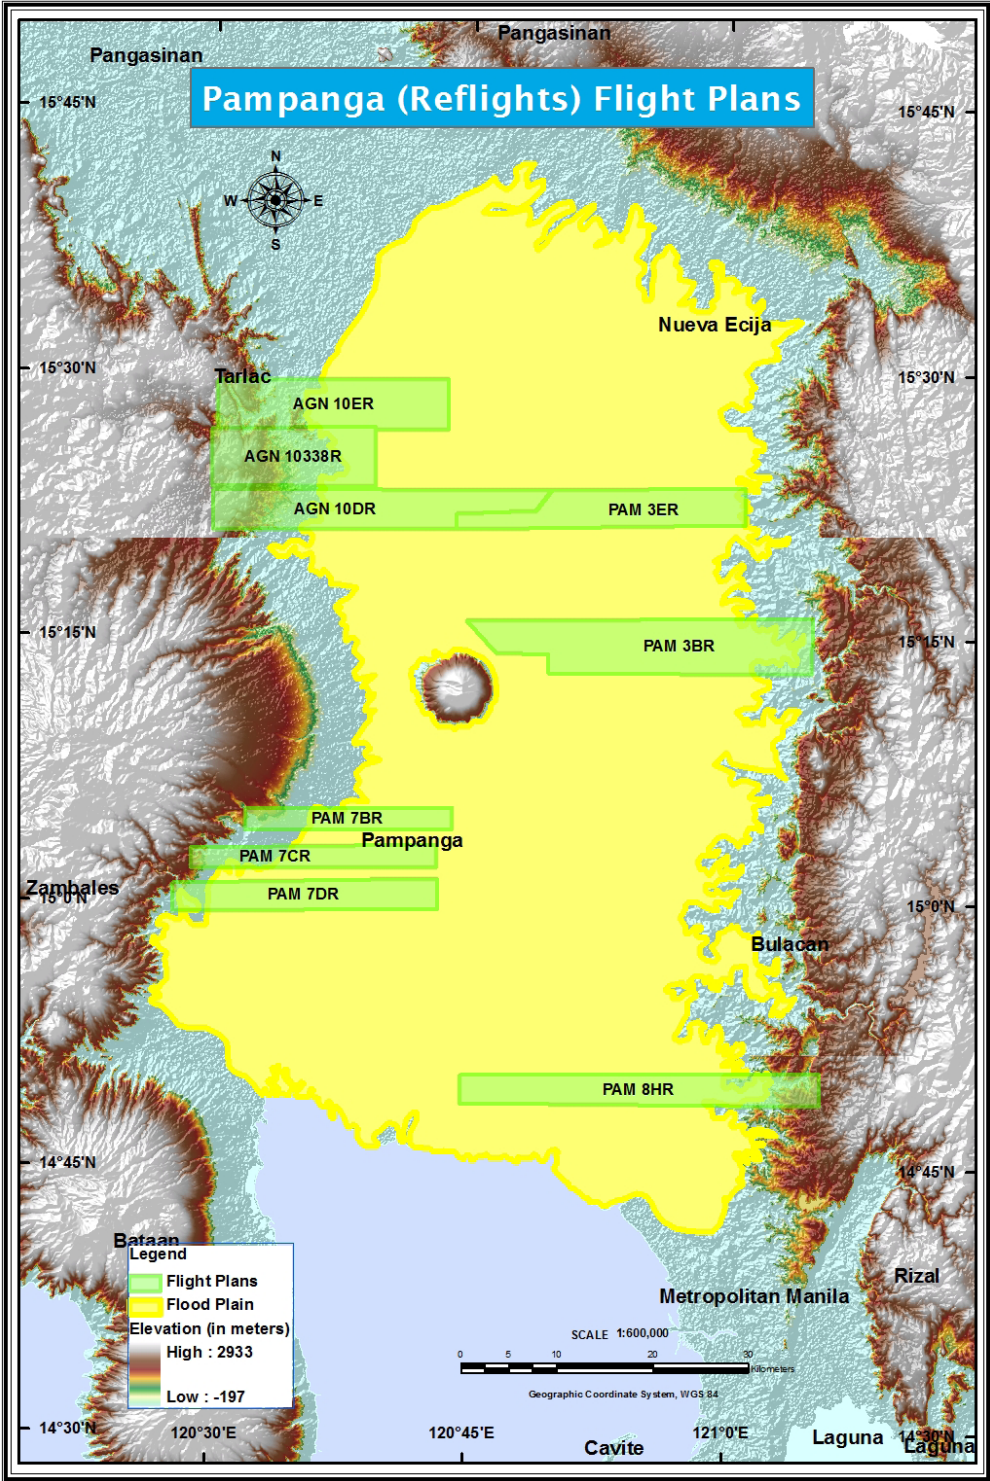 Pangasinan
Pangasinan
Pampanga (Reflights) Flight Plans
15°45'N
15°45'N
N
W
E
S
Nueva Ecija
15°30'N
Tarlac
15°30'N
AGN 10ER
AGN 10338R
AGN 10DR
PAM 3ER
15°15'N
PAM 3BR
15°15'N
PAM 7BR
Pampanga
PAM 7CR
Zambales
PAM 7DR
15°0'N
15°0'N
Bulacan
PAM 8HR
14°45'N
14°45'N
Bataan
Legend
Flight Plans
Flood Plain
Elevation (in meters)
High : 2933
Low : -197
Rizal
Metropolitan Manila
SCALE 1:600,000
0 5 10 20 30
Kilometers
Geographic Coordinate System, WGS 84
14°30'N
120°30'E
120°45'E
121°0'E
14°30'N
Cavite
Laguna
Laguna